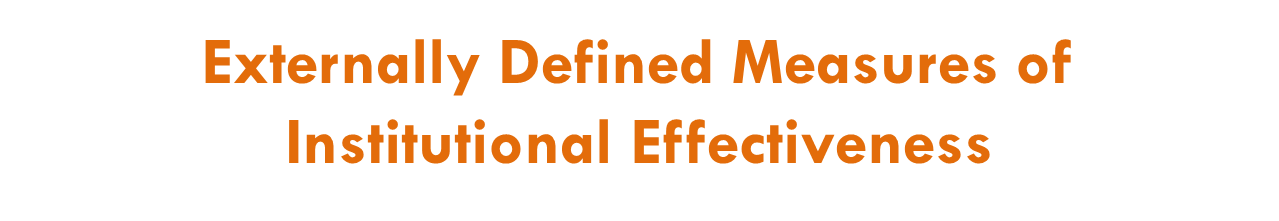 Externally Defined Measures of
Institutional Effectiveness